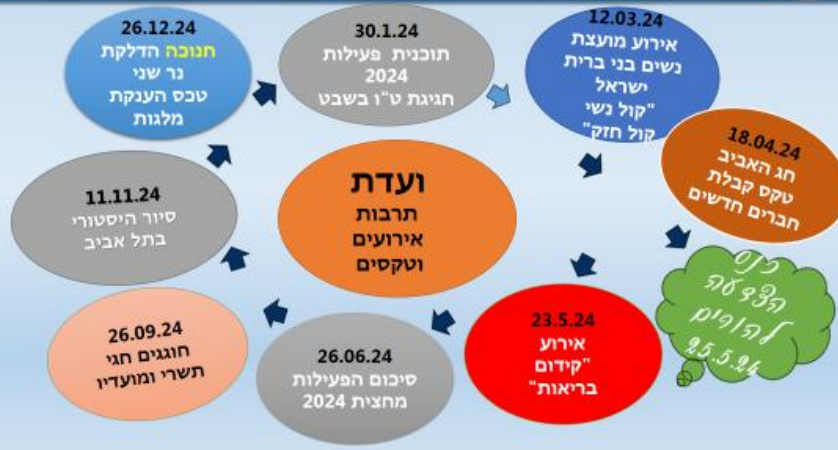 ועדת
תרבות
אירועים
וטקסים
30.1.24
תוכנית פעילות
2024
חגיגת ט"ו בשבט
12.03.24
אירוע מועצת
נשים בני ברית
ישראל
"קול נשי
קול חזק"
18.04.24
חג האביב
טקס קבלת
חברים חדשים
כנס
הצדעה
להורים
25.5.24
23.5.24
אירוע
"קידום
בריאות"
26.06.24
סיכום הפעילות
מחצית 2024
26.09.24
חוגגים חגי
תשרי ומועדיו
11.11.24
סיור היסטורי
בתל אביב
26.12.24
חנוכה הדלקת
נר שני
טכס הענקת
מלגות